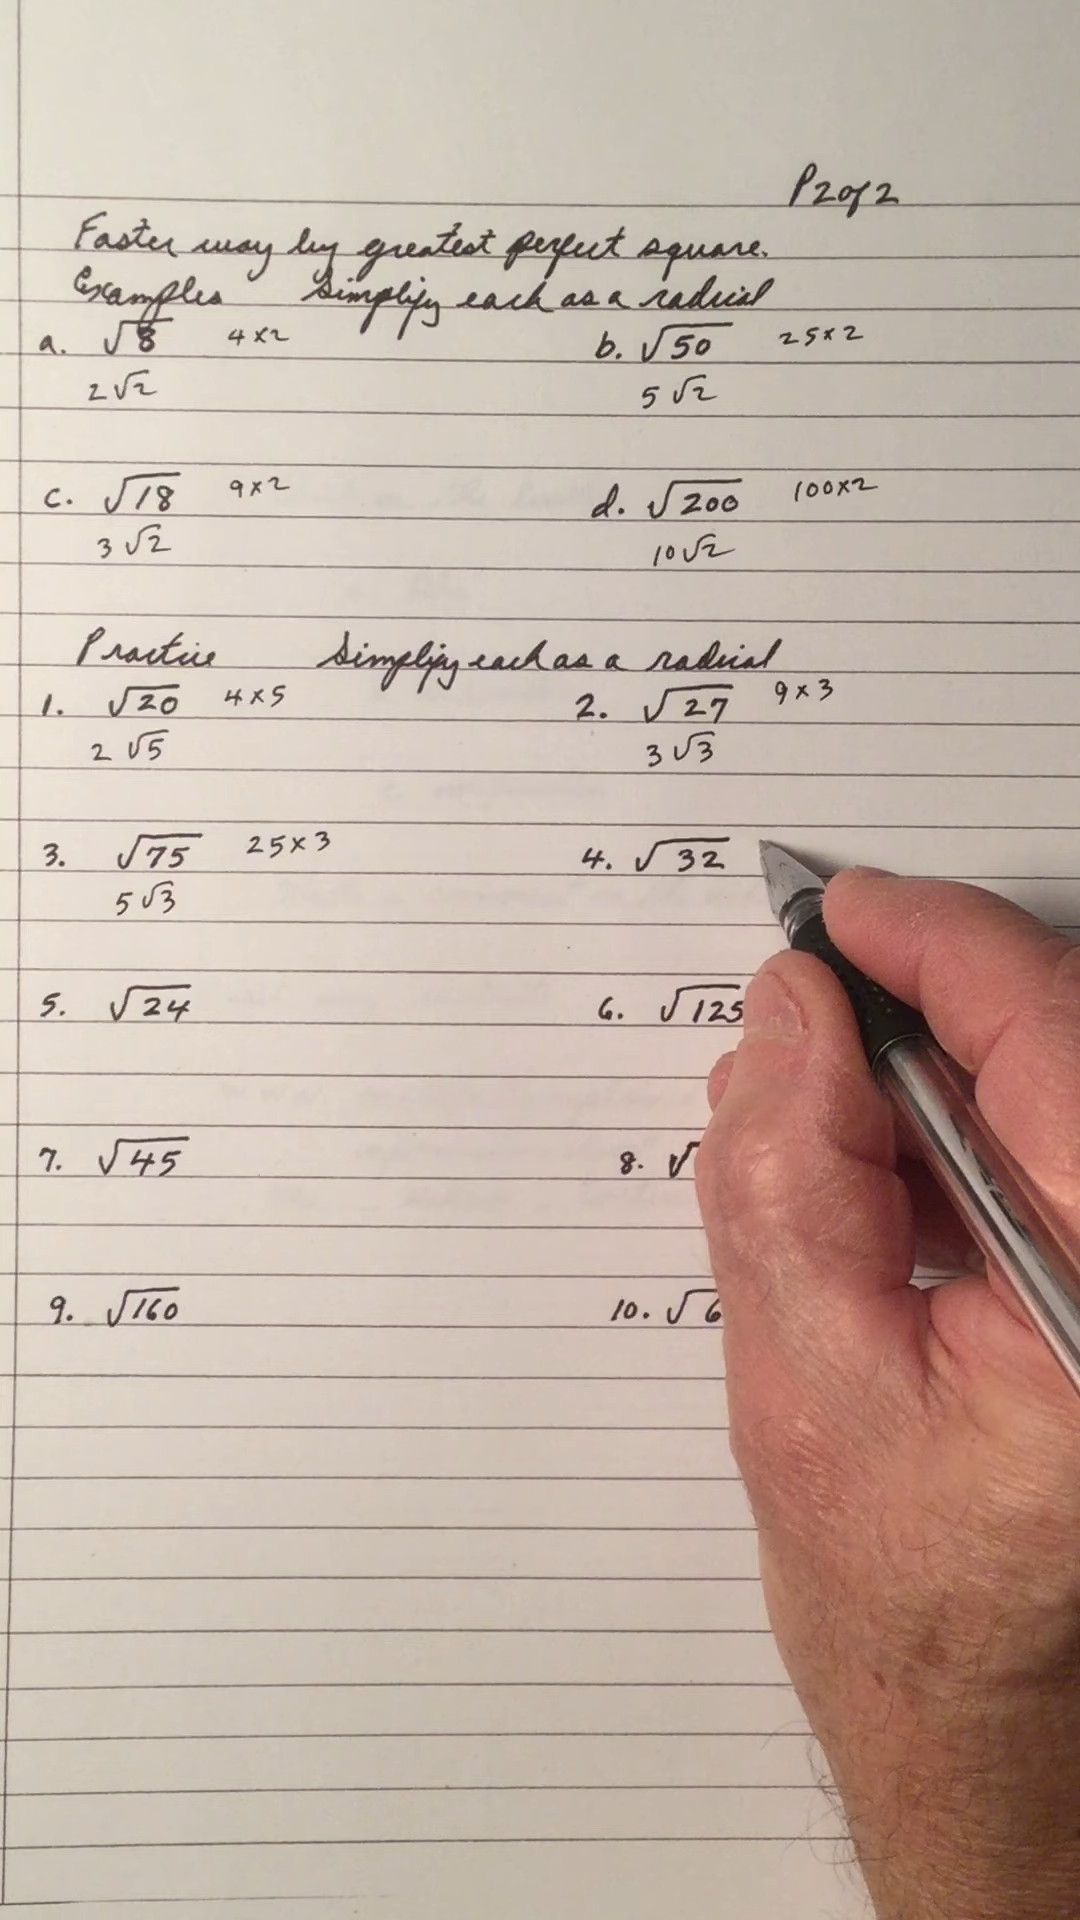 P2of2
Faster way by greatest perfect square.
Examples Simplify each as a radical
a. √8 4×2 b. √50 25×2
2√2 5√2
c. √18 9×2 d. √200 100×2
3√2 10√2
Practice Simplify each as a radical
1. √20 4×5 2. √27 9×3
2√5 3√3
3. √75 25×3 4. √32
5√3
5. √24 6. √125
7. √45 8. √
9. √160 10. √6